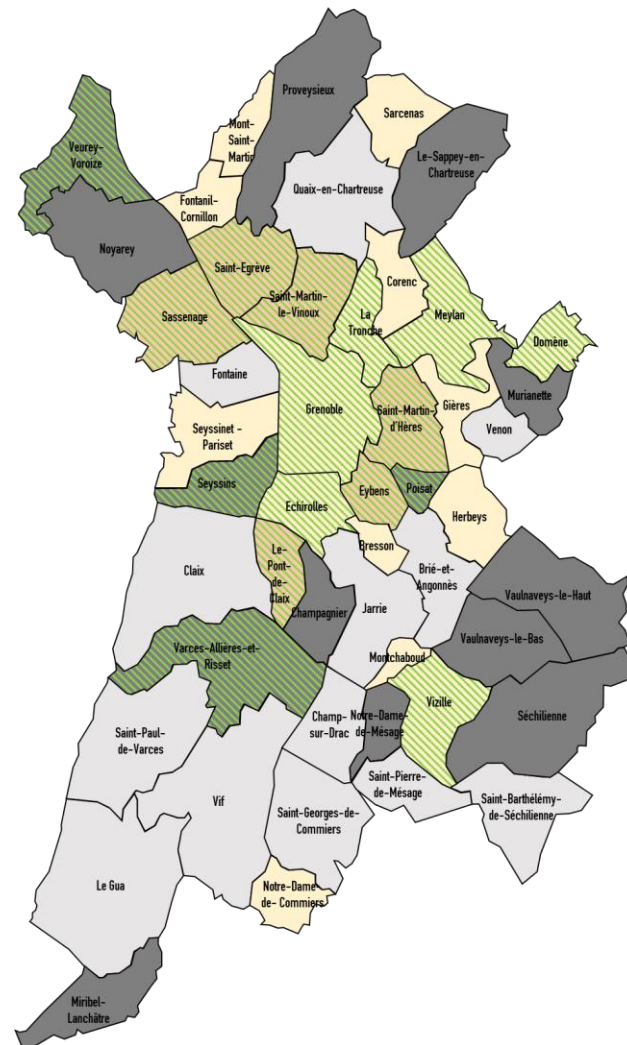 Proveysieux
Sarcenas
Mont-
Saint-
Martin
Veurey-
Voroize
Le-Sappey-en-
Chartreuse
Quaix-en-Chartreuse
Fontanil-
Cornillon
Noyarey
Saint-Egrève
Corenc
Saint-Martin-
le-Vinoux
La
Tronche
Meylan
Sassenage
Domène
Fontaine
Murianette
Grenoble
Saint-Martin-
d'Hères
Gières
Venon
Seyssinet -
Pariset
Seyssins
Eybens
Poisat
Echirolles
Herbeys
Bresson
Le-
Pont-
de-
Claix
Claix
Brié-et-
Angonnès
Vaulnaveys-le-Haut
Champagnier
Jarrie
Vaulnaveys-le-Bas
Varces-Allières-et-
Risset
Montchaboud
Vizille
Séchilienne
Saint-Paul-
de-Varces
Champ-
sur-Drac
Notre-Dame-
de-Mésage
Saint-Pierre-
de-Mésage
Vif
Saint-Georges-de-
Commiers
Saint-Barthélémy-
de-Séchilienne
Le Gua
Notre-Dame-
de- Commiers
Miribel-
Lanchâtre